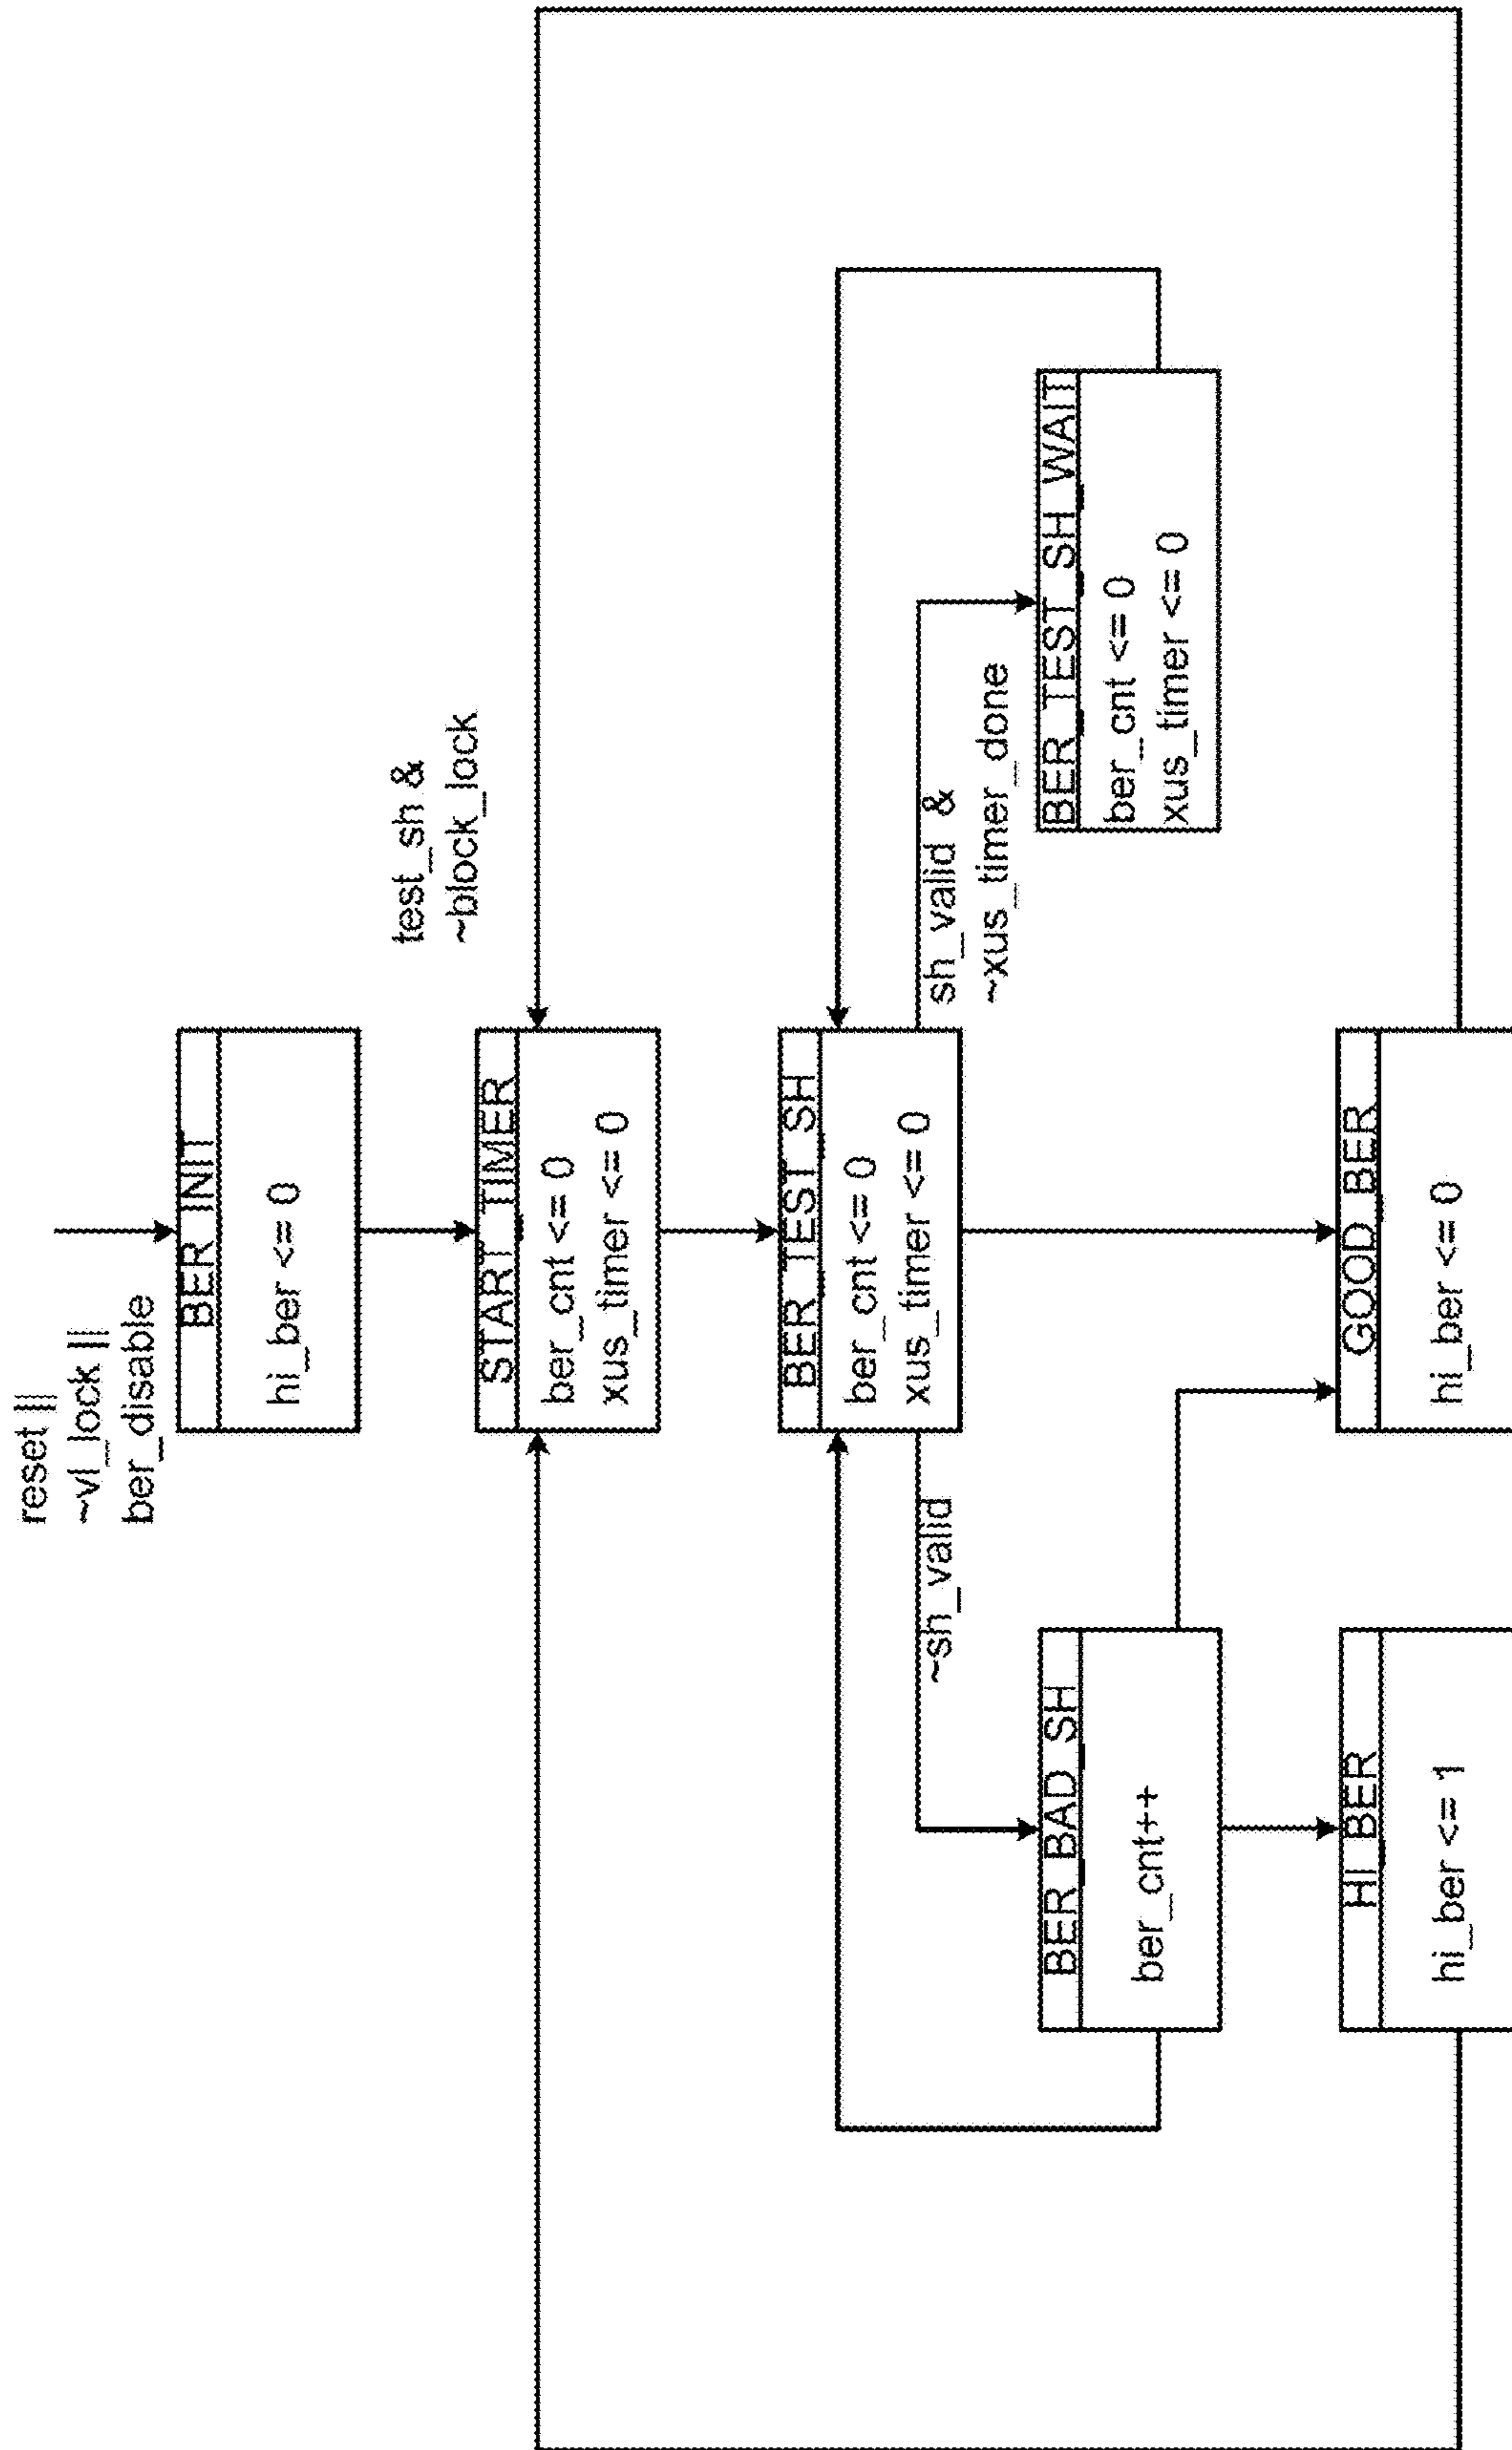 reset ||
~vl_lock ||
ber_disable
BER_INIT
hi_ber <= 0
test_sh &
~block_lock
START_TIMER
ber_cnt <= 0
xus_timer <= 0
BER_TEST_SH
ber_cnt <= 0
xus_timer <= 0
~sh_valid
sh_valid &
~xus_timer_done
BER_BAD_SH
ber_cnt++
BER_TEST_SH_WAIT
ber_cnt <= 0
xus_timer <= 0
HI_BER
hi_ber <= 1
GOOD_BER
hi_ber <= 0